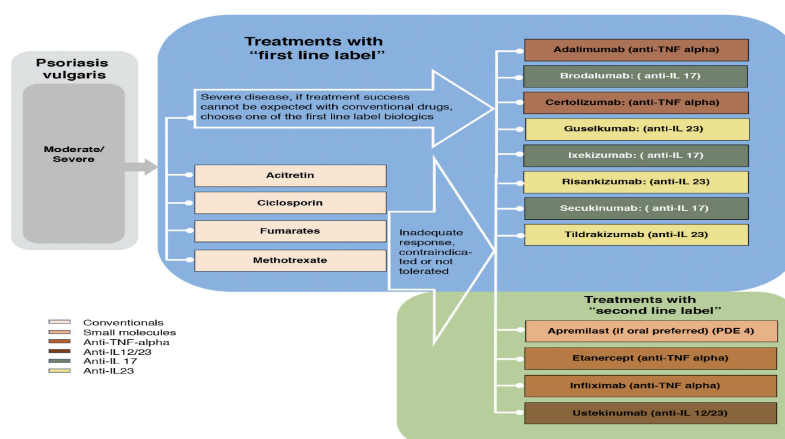 Treatments with
“first line label”
Psoriasis
vulgaris
Moderate/
Severe
Severe disease, if treatment success
cannot be expected with conventional drugs,
choose one of the first line label biologics
Acitretin
Ciclosporin
Fumarates
Methotrexate
Inadequate
response,
contraindica-
ted or not
tolerated
Adalimumab (anti-TNF alpha)
Brodalumab: ( anti-IL 17)
Certolizumab: (anti-TNF alpha)
Guselkumab: (anti-IL 23)
Ixekizumab: ( anti-IL 17)
Risankizumab: (anti-IL 23)
Secukinumab: ( anti-IL 17)
Tildrakizumab (anti-IL 23)
Treatments with
“second line label”
Apremilast (if oral preferred) (PDE 4)
Etanercept (anti-TNF alpha)
Infliximab (anti-TNF alpha)
Ustekinumab (anti-IL 12/23)
Conventionals
Small molecules
Anti-TNF-alpha
Anti-IL12/23
Anti-IL 17
Anti-IL23